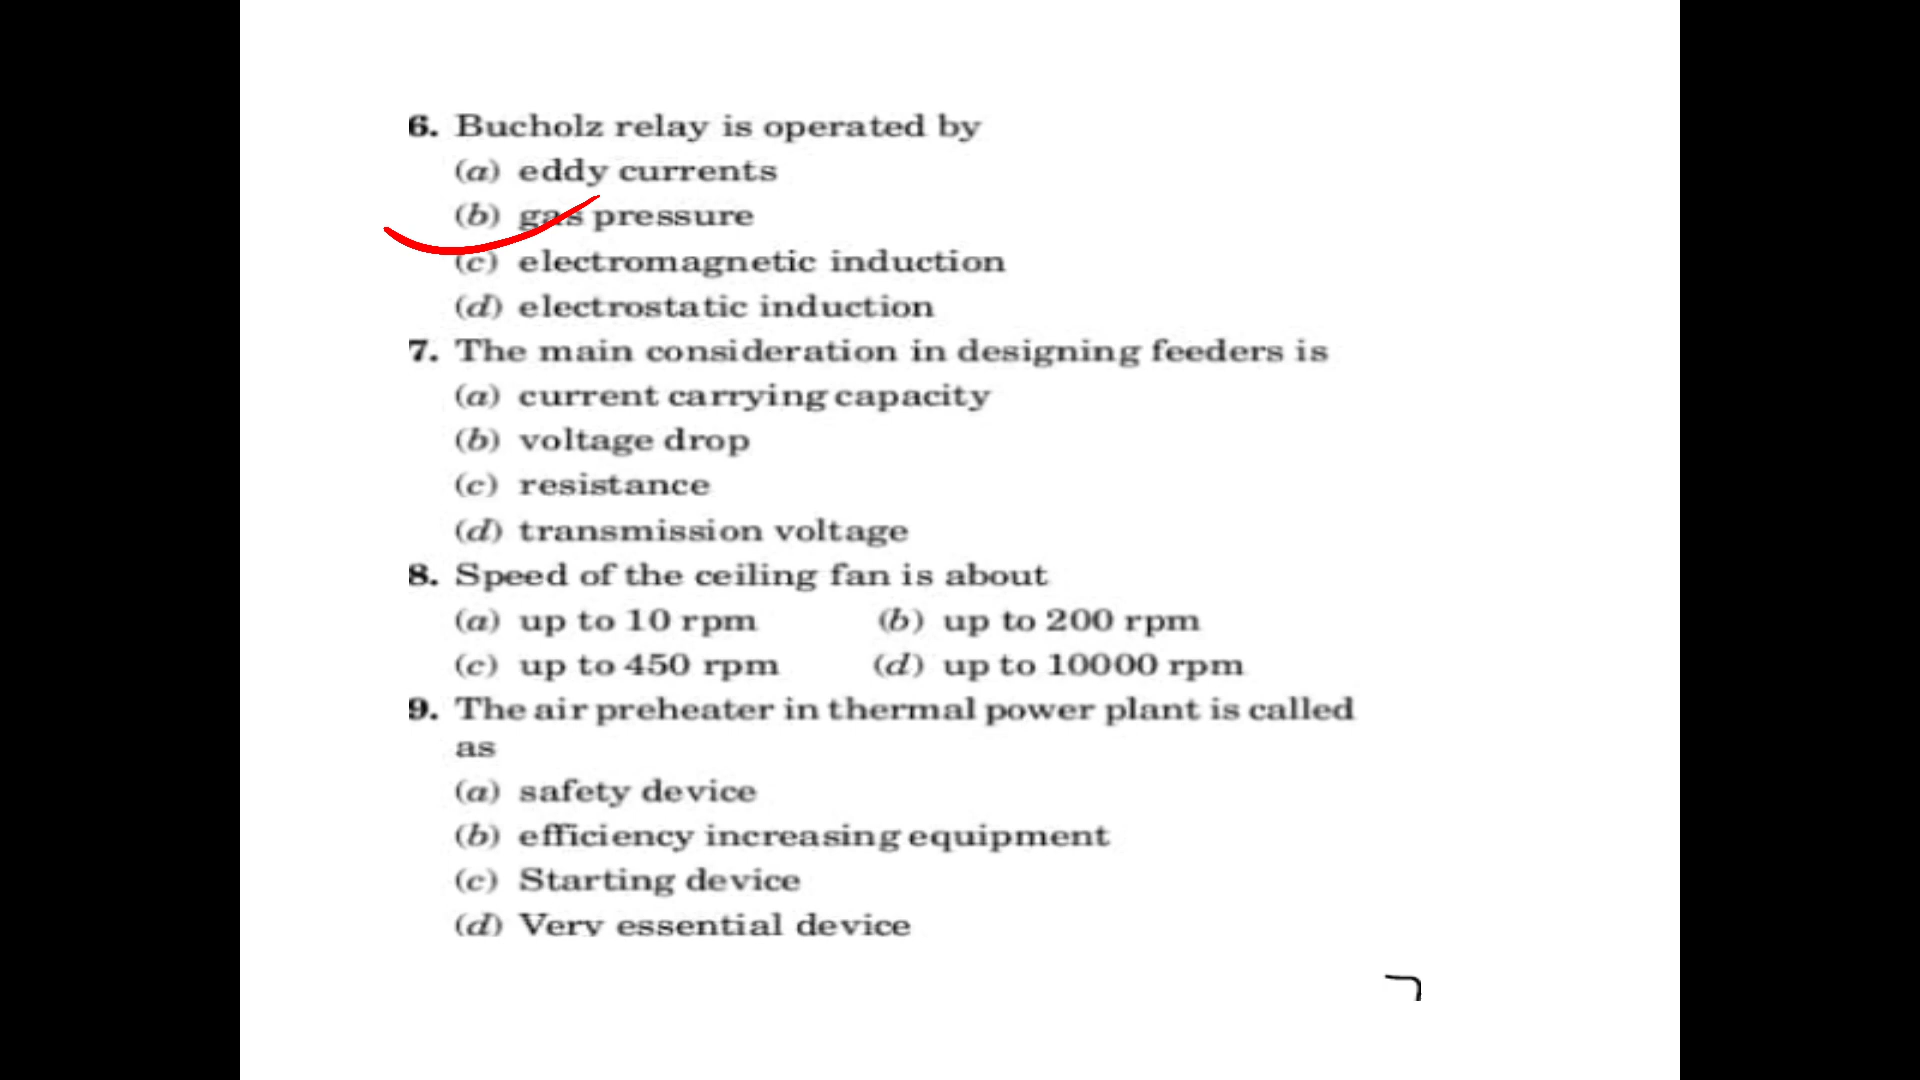 6. Bucholz relay is operated by
(a) eddy currents
(b) gas pressure
(c) electromagnetic induction
(d) electrostatic induction
7. The main consideration in designing feeders is
(a) current carrying capacity
(b) voltage drop
(c) resistance
(d) transmission voltage
8. Speed of the ceiling fan is about
(a) up to 10 rpm (b) up to 200 rpm
(c) up to 450 rpm (d) up to 10000 rpm
9. The air preheater in thermal power plant is called
as
(a) safety device
(b) efficiency increasing equipment
(c) Starting device
(d) Very essential device